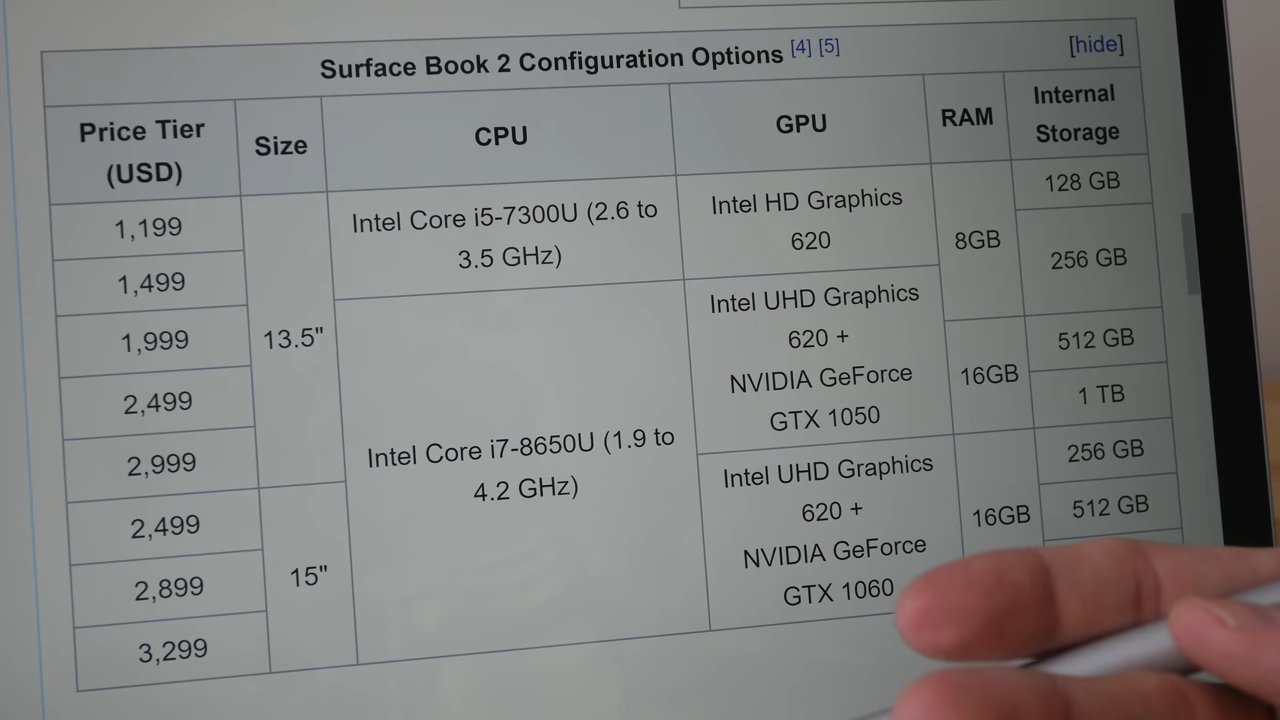 Surface Book 2 Configuration Options [4] [5]
[hide]
Price Tier
(USD)
Size
CPU
GPU
RAM
Internal
Storage
1,199
1,499
1,999
2,499
2,999
2,499
2,899
3,299
13.5"
15"
Intel Core i5-7300U (2.6 to
3.5 GHz)
Intel Core i7-8650U (1.9 to
4.2 GHz)
Intel HD Graphics
620
Intel UHD Graphics
620 +
NVIDIA GeForce
GTX 1050
Intel UHD Graphics
620 +
NVIDIA GeForce
GTX 1060
8GB
16GB
16GB
128 GB
256 GB
512 GB
1 TB
256 GB
512 GB